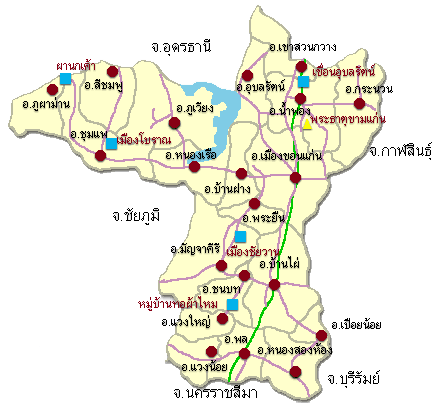 อ.เขาสวนกวาง
จ.อุดรธานี
ผานกเค้า
อ.สีชมพู
เขื่อนอุบลรัตน์
อ.อุบลรัตน์
อ.กระนวน
อ.ภูผาม่าน
อ.ภูเวียง
อ.น้ำพอง
พระธาตุขามแก่น
อ.ชุมแพ
เมืองโบราณ
จ.กาฬสินธุ์
อ.หนองเรือ
อ.เมืองขอนแก่น
อ.บ้านฝาง
จ.ชัยภูมิ
อ.พระยืน
อ.มัญจาคีรี
เมืองชัยวาน
อ.บ้านไผ่
อ.ชนบท
หมู่บ้านทอผ้าไหม
อ.แวงใหญ่
อ.เปือยน้อย
อ.พล
อ.หนองสองห้อง
อ.แวงน้อย
จ.บุรีรัมย์
จ.นครราชสีมา